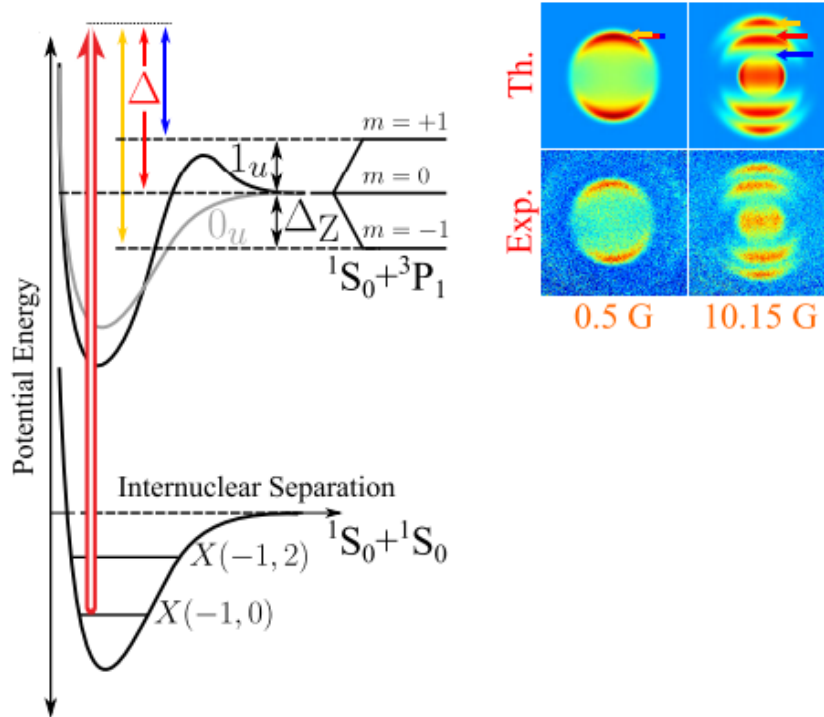 Th.
Exp.
0.5 G
10.15 G
Δ
m = +1
1u
m = 0
0u
ΔZ
m = −1
¹S₀+³P₁
Potential Energy
Internuclear Separation
¹S₀+¹S₀
X(−1, 2)
X(−1, 0)